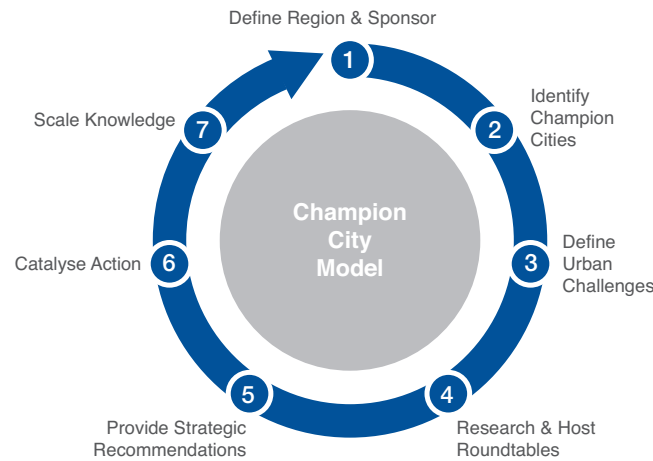 Define Region & Sponsor
1
2
Identify
Champion
Cities
3
Define
Urban
Challenges
4
Research & Host
Roundtables
5
Provide Strategic
Recommendations
6
Catalyse Action
7
Scale Knowledge
Champion
City
Model